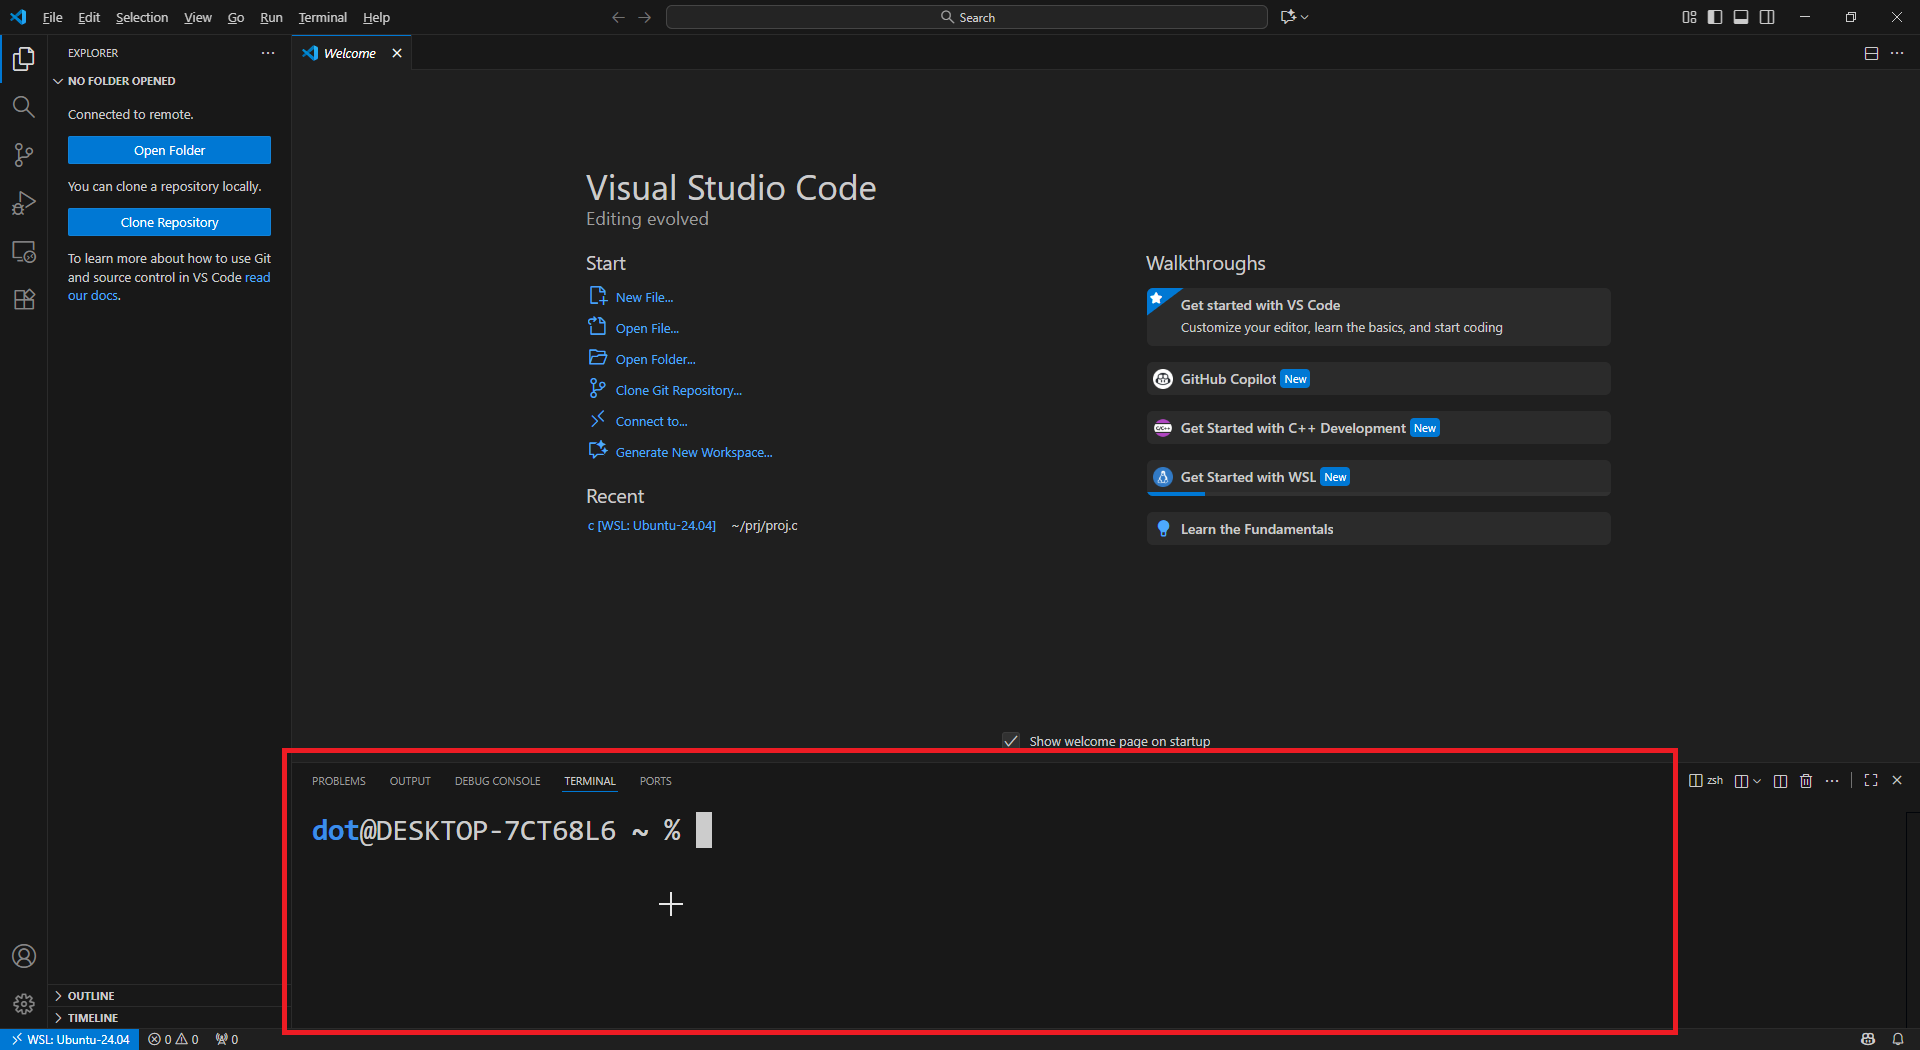 File Edit Selection View Go Run Terminal Help
Search
EXPLORER
Welcome
NO FOLDER OPENED
Connected to remote.
Open Folder
You can clone a repository locally.
Clone Repository
To learn more about how to use Git
and source control in VS Code read
our docs.
Visual Studio Code
Editing evolved
Start
New File...
Open File...
Open Folder...
Clone Git Repository...
Connect to...
Generate New Workspace...
Recent
c [WSL: Ubuntu-24.04] ~/prj/proj.c
Walkthroughs
Get started with VS Code
Customize your editor, learn the basics, and start coding
GitHub Copilot New
Get Started with C++ Development New
Get Started with WSL New
Learn the Fundamentals
Show welcome page on startup
PROBLEMS OUTPUT DEBUG CONSOLE TERMINAL PORTS
zsh
dot@DESKTOP-7CT68L6 ~ %
OUTLINE
TIMELINE
WSL: Ubuntu-24.04 0 0 0